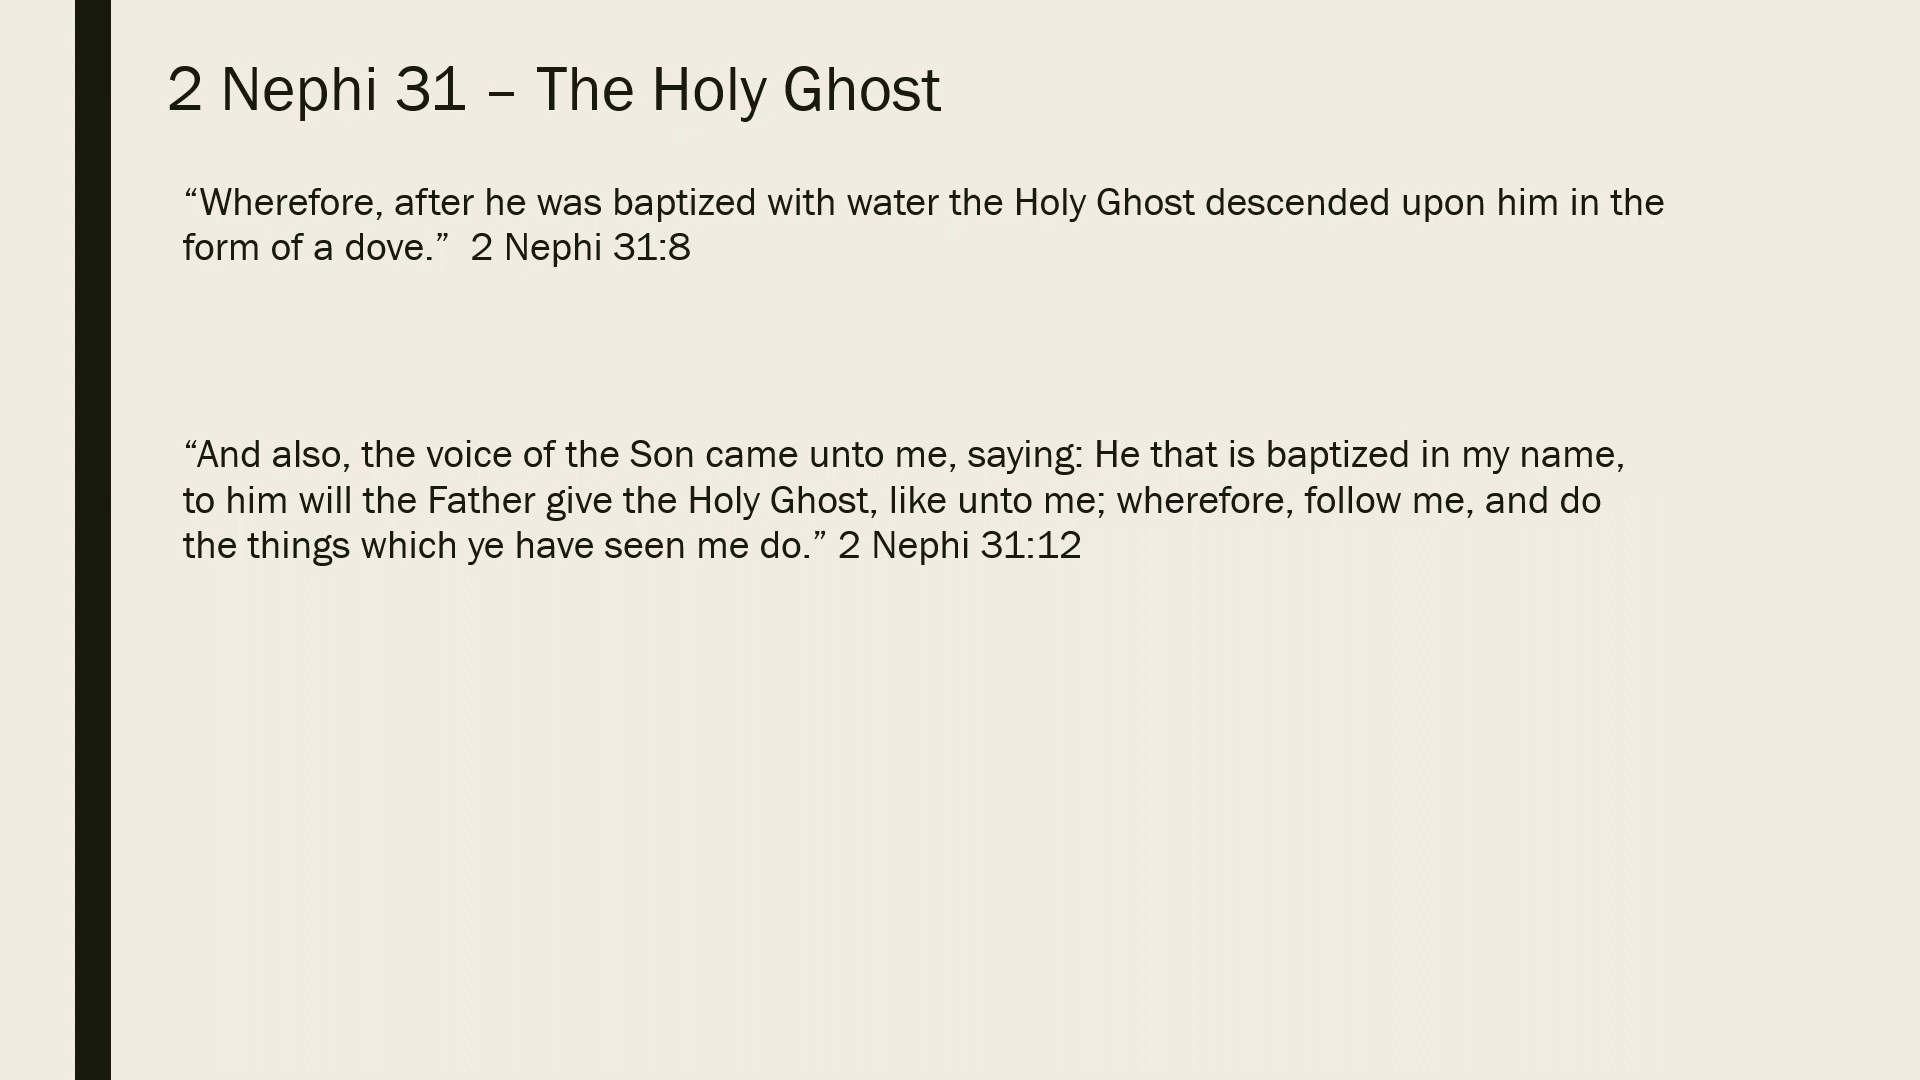 2 Nephi 31 – The Holy Ghost
“Wherefore, after he was baptized with water the Holy Ghost descended upon him in the
form of a dove.”  2 Nephi 31:8
“And also, the voice of the Son came unto me, saying: He that is baptized in my name,
to him will the Father give the Holy Ghost, like unto me; wherefore, follow me, and do
the things which ye have seen me do.” 2 Nephi 31:12